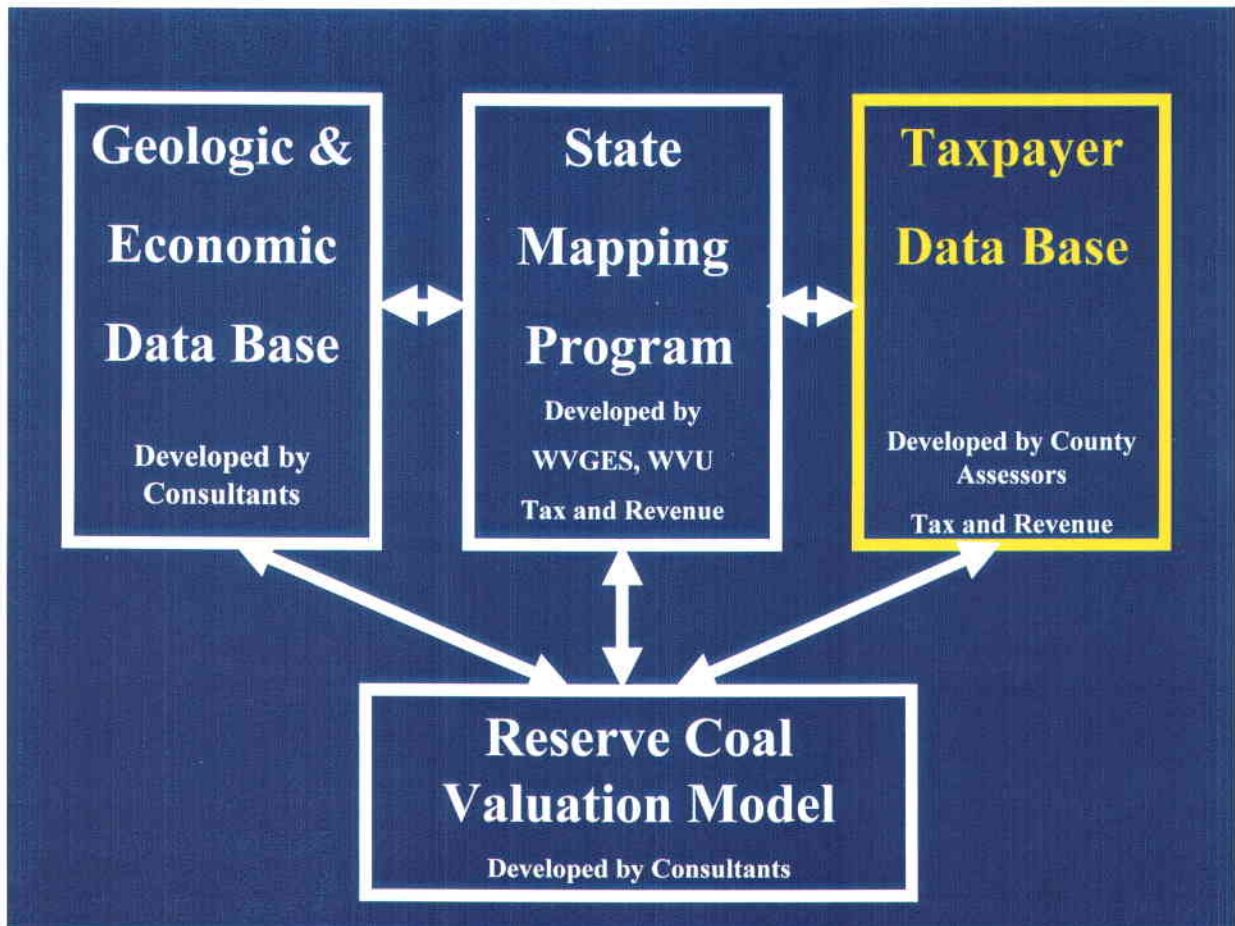 Geologic &
Economic
Data Base
Developed by
Consultants
State
Mapping
Program
Developed by
WVGES, WVU
Tax and Revenue
Taxpayer
Data Base
Developed by County
Assessors
Tax and Revenue
Reserve Coal
Valuation Model
Developed by Consultants